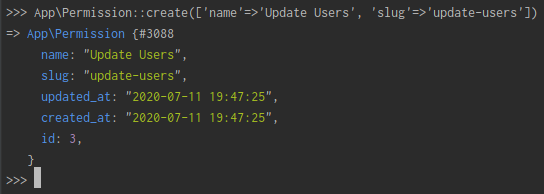 >>> App\Permission::create(['name'=>'Update Users', 'slug'=>'update-users'])
=> App\Permission {#3088
     name: "Update Users",
     slug: "update-users",
     updated_at: "2020-07-11 19:47:25",
     created_at: "2020-07-11 19:47:25",
     id: 3,
   }
>>>